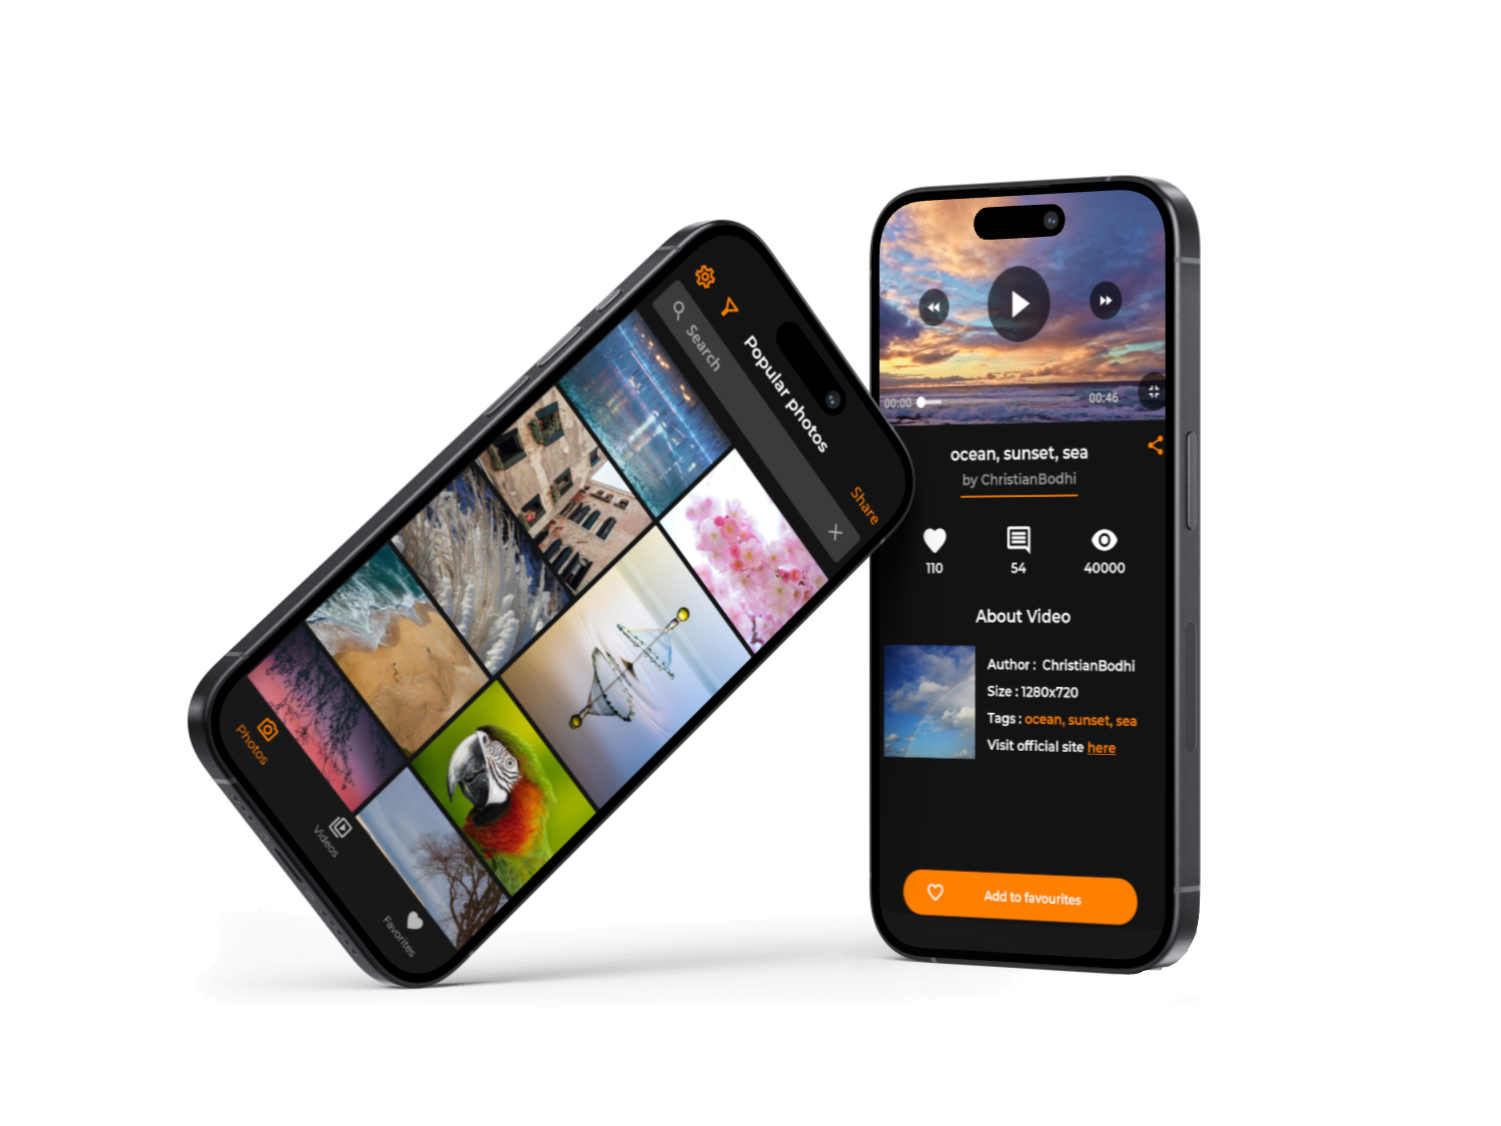 Popular photos
Share
Search
Photos
Videos
Favorites
00:00
00:46
ocean, sunset, sea
by ChristianBodhi
110
54
40000
About Video
Author : ChristianBodhi
Size : 1280x720
Tags : ocean, sunset, sea
Visit official site here
Add to favourites